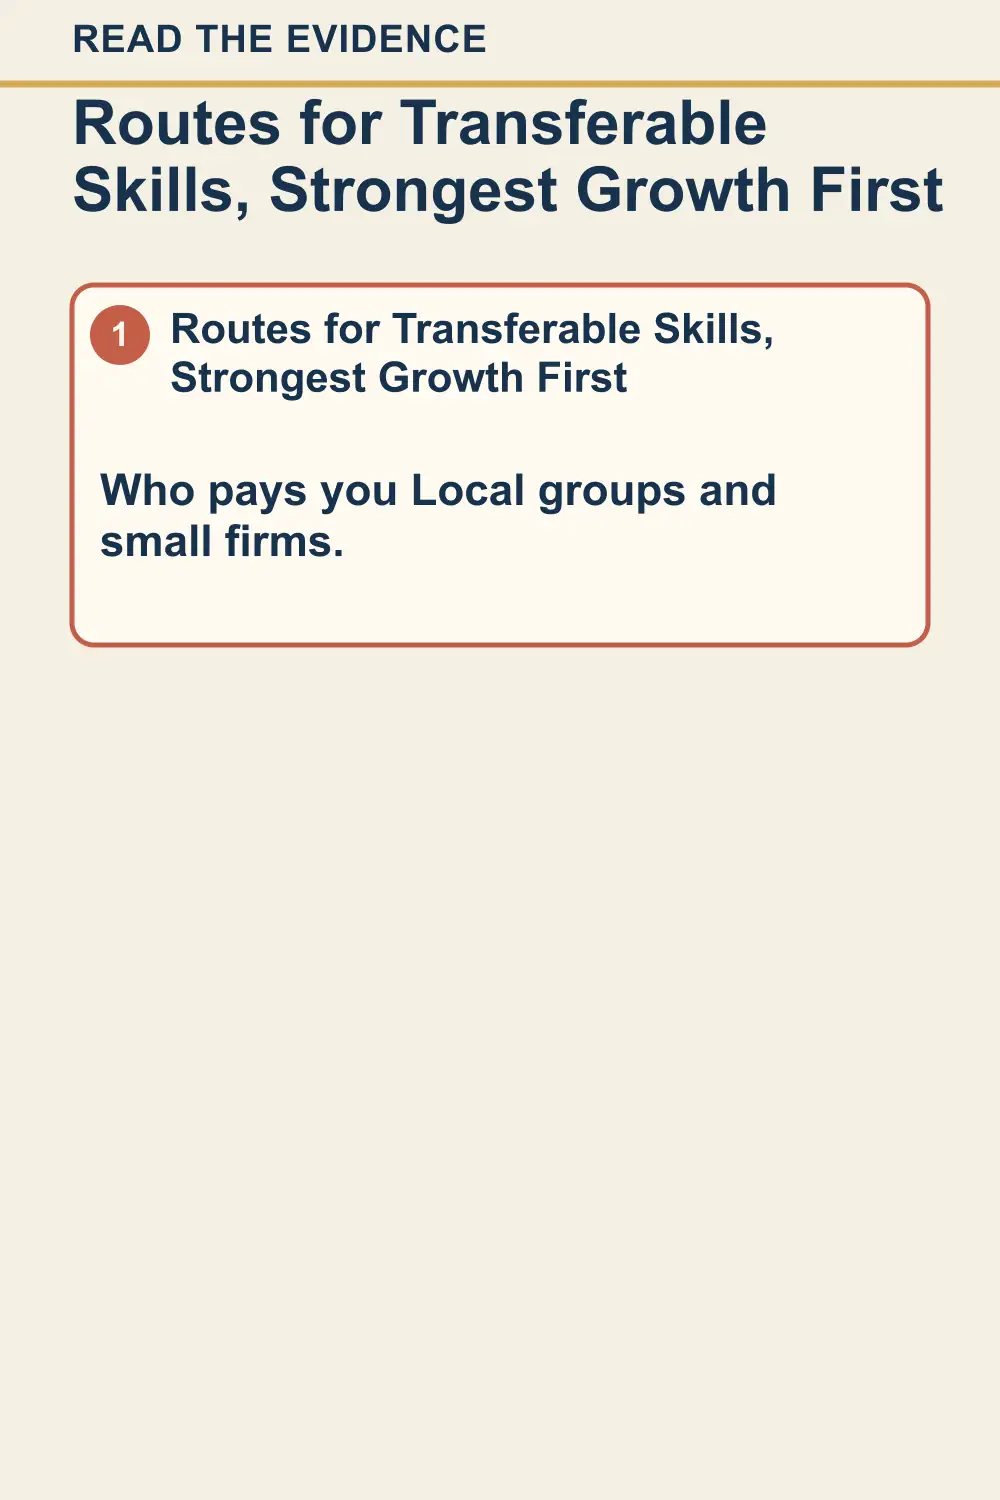 READ THE EVIDENCE
Routes for Transferable
Skills, Strongest Growth First
1
Routes for Transferable Skills,
Strongest Growth First
Who pays you Local groups and
small firms.